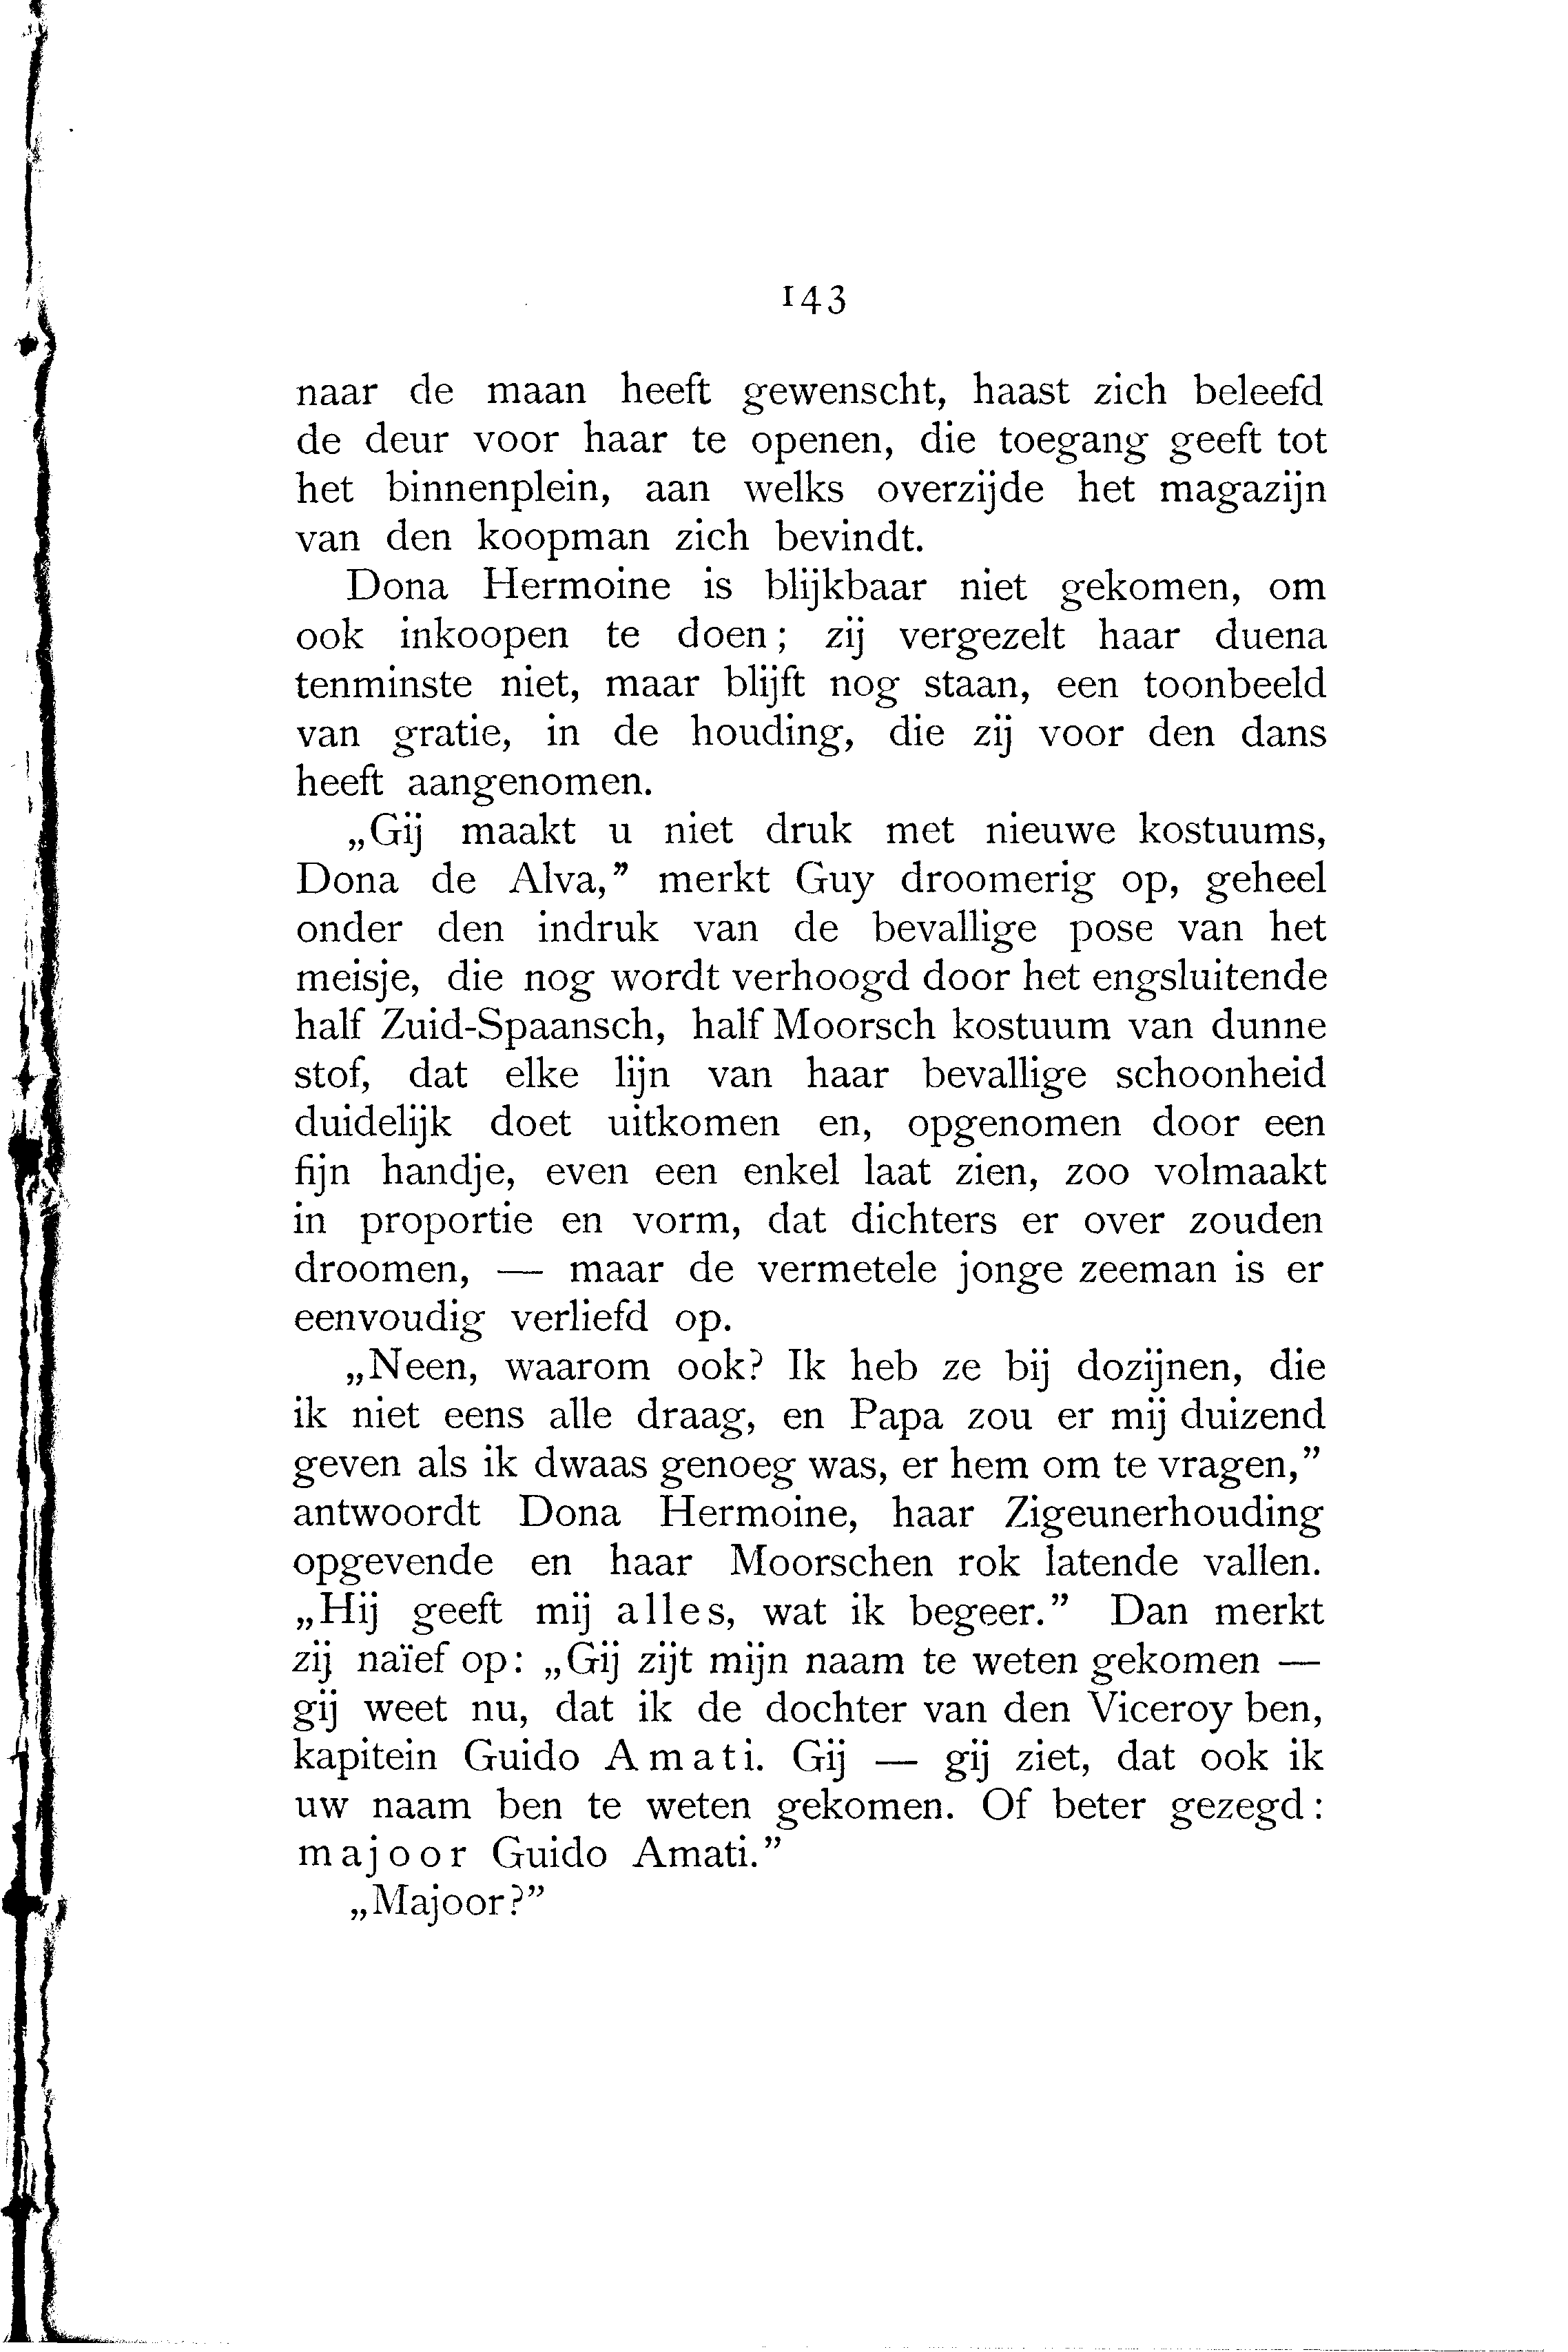 143
naar de maan heeft gewenscht, haast zich beleefd
de deur voor haar te openen, die toegang geeft tot
het binnenplein, aan welks overzijde het magazijn
van den koopman zich bevindt.
Dona Hermoine is blijkbaar niet gekomen, om
ook inkoopen te doen; zij vergezelt haar duena
tenminste niet, maar blijft nog staan, een toonbeeld
van gratie, in de houding, die zij voor den dans
heeft aangenomen.
„Gij maakt u niet druk met nieuwe kostuums,
Dona de Alva,” merkt Guy droomerig op, geheel
onder den indruk van de bevallige pose van het
meisje, die nog wordt verhoogd door het engsluitende
half Zuid-Spaansch, half Moorsch kostuum van dunne
stof, dat elke lijn van haar bevallige schoonheid
duidelijk doet uitkomen en, opgenomen door een
fijn handje, even een enkel laat zien, zoo volmaakt
in proportie en vorm, dat dichters er over zouden
droomen, — maar de vermetele jonge zeeman is er
eenvoudig verliefd op.
„Neen, waarom ook? Ik heb ze bij dozijnen, die
ik niet eens alle draag, en Papa zou er mij duizend
geven als ik dwaas genoeg was, er hem om te vragen,”
antwoordt Dona Hermoine, haar Zigeunerhouding
opgevende en haar Moorschen rok latende vallen.
„Hij geeft mij alles, wat ik begeer.” Dan merkt
zij naïef op: „Gij zijt mijn naam te weten gekomen —
gij weet nu, dat ik de dochter van den Viceroy ben,
kapitein Guido Amati. Gij — gij ziet, dat ook ik
uw naam ben te weten gekomen. Of beter gezegd:
majoor Guido Amati.”
„Majoor?”